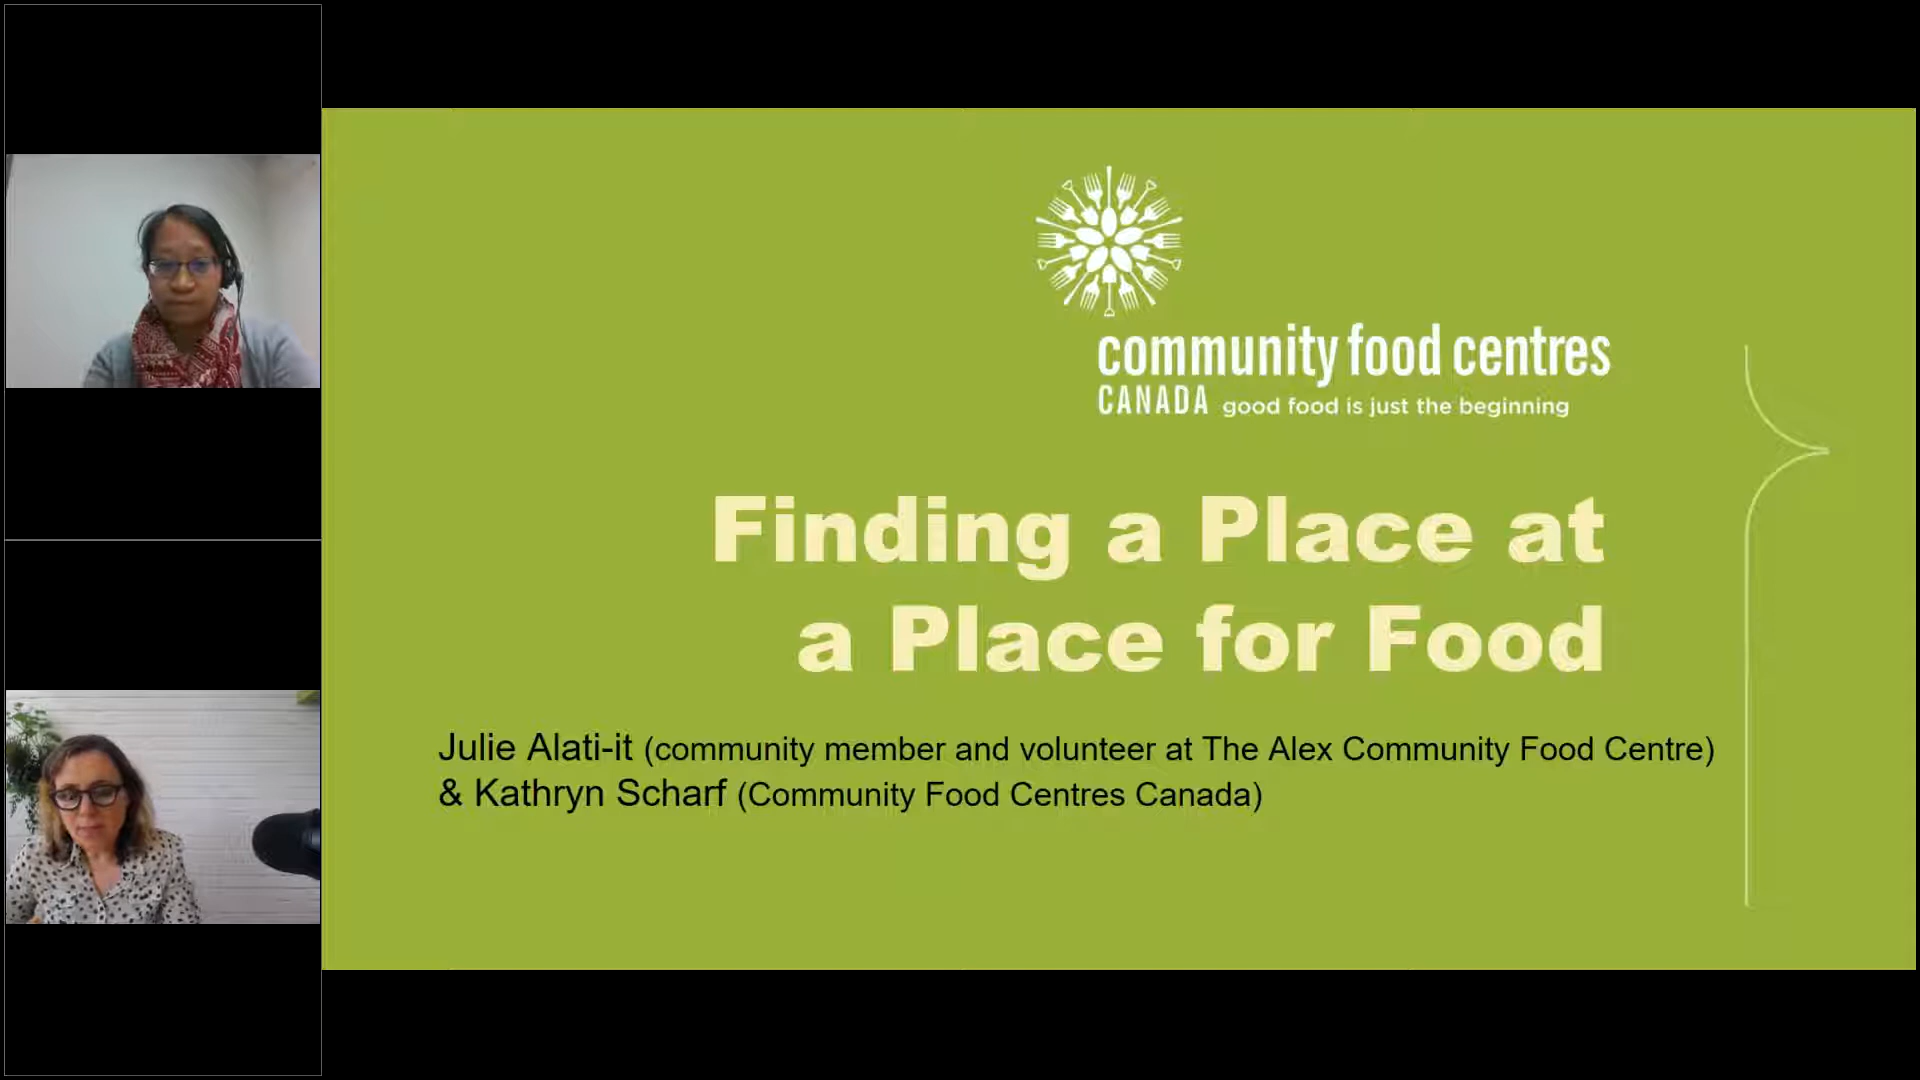 community food centres
CANADA good food is just the beginning
Finding a Place at
a Place for Food
Julie Alati-it (community member and volunteer at The Alex Community Food Centre)
& Kathryn Scharf (Community Food Centres Canada)